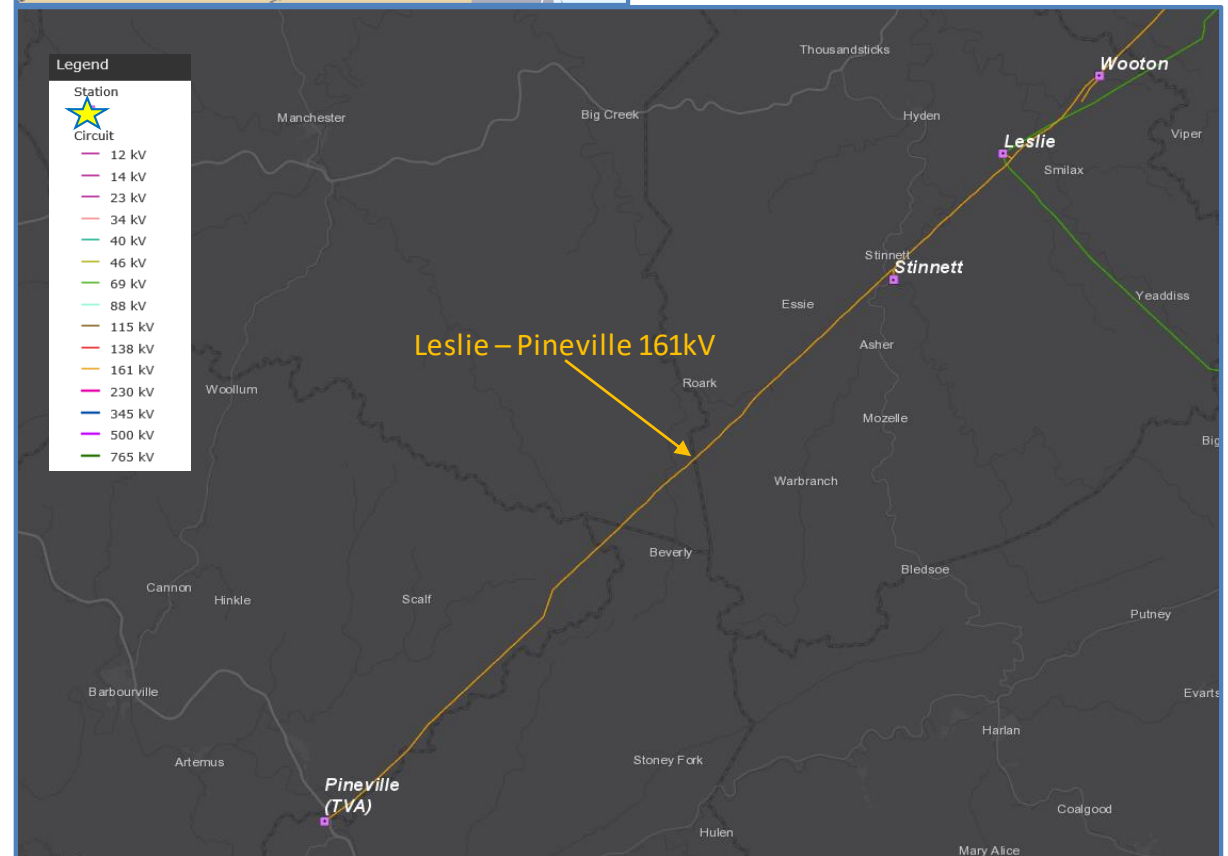 Legend
Station
Circuit
12 kV
14 kV
23 kV
34 kV
40 kV
46 kV
69 kV
88 kV
115 kV
138 kV
161 kV
230 kV
345 kV
500 kV
765 kV
Thousandsticks
Wooton
Manchester
Big Creek
Hyden
Viper
Leslie
Smilax
Stinnett
Stinnett
Yeaddiss
Essie
Leslie – Pineville 161kV
Asher
Roark
Woollum
Mozelle
Big
Warbranch
Beverly
Bledsoe
Cannon
Hinkle
Scalf
Putney
Barbourville
Evarts
Harlan
Artemus
Stoney Fork
Pineville
(TVA)
Coalgood
Hulen
Mary Alice